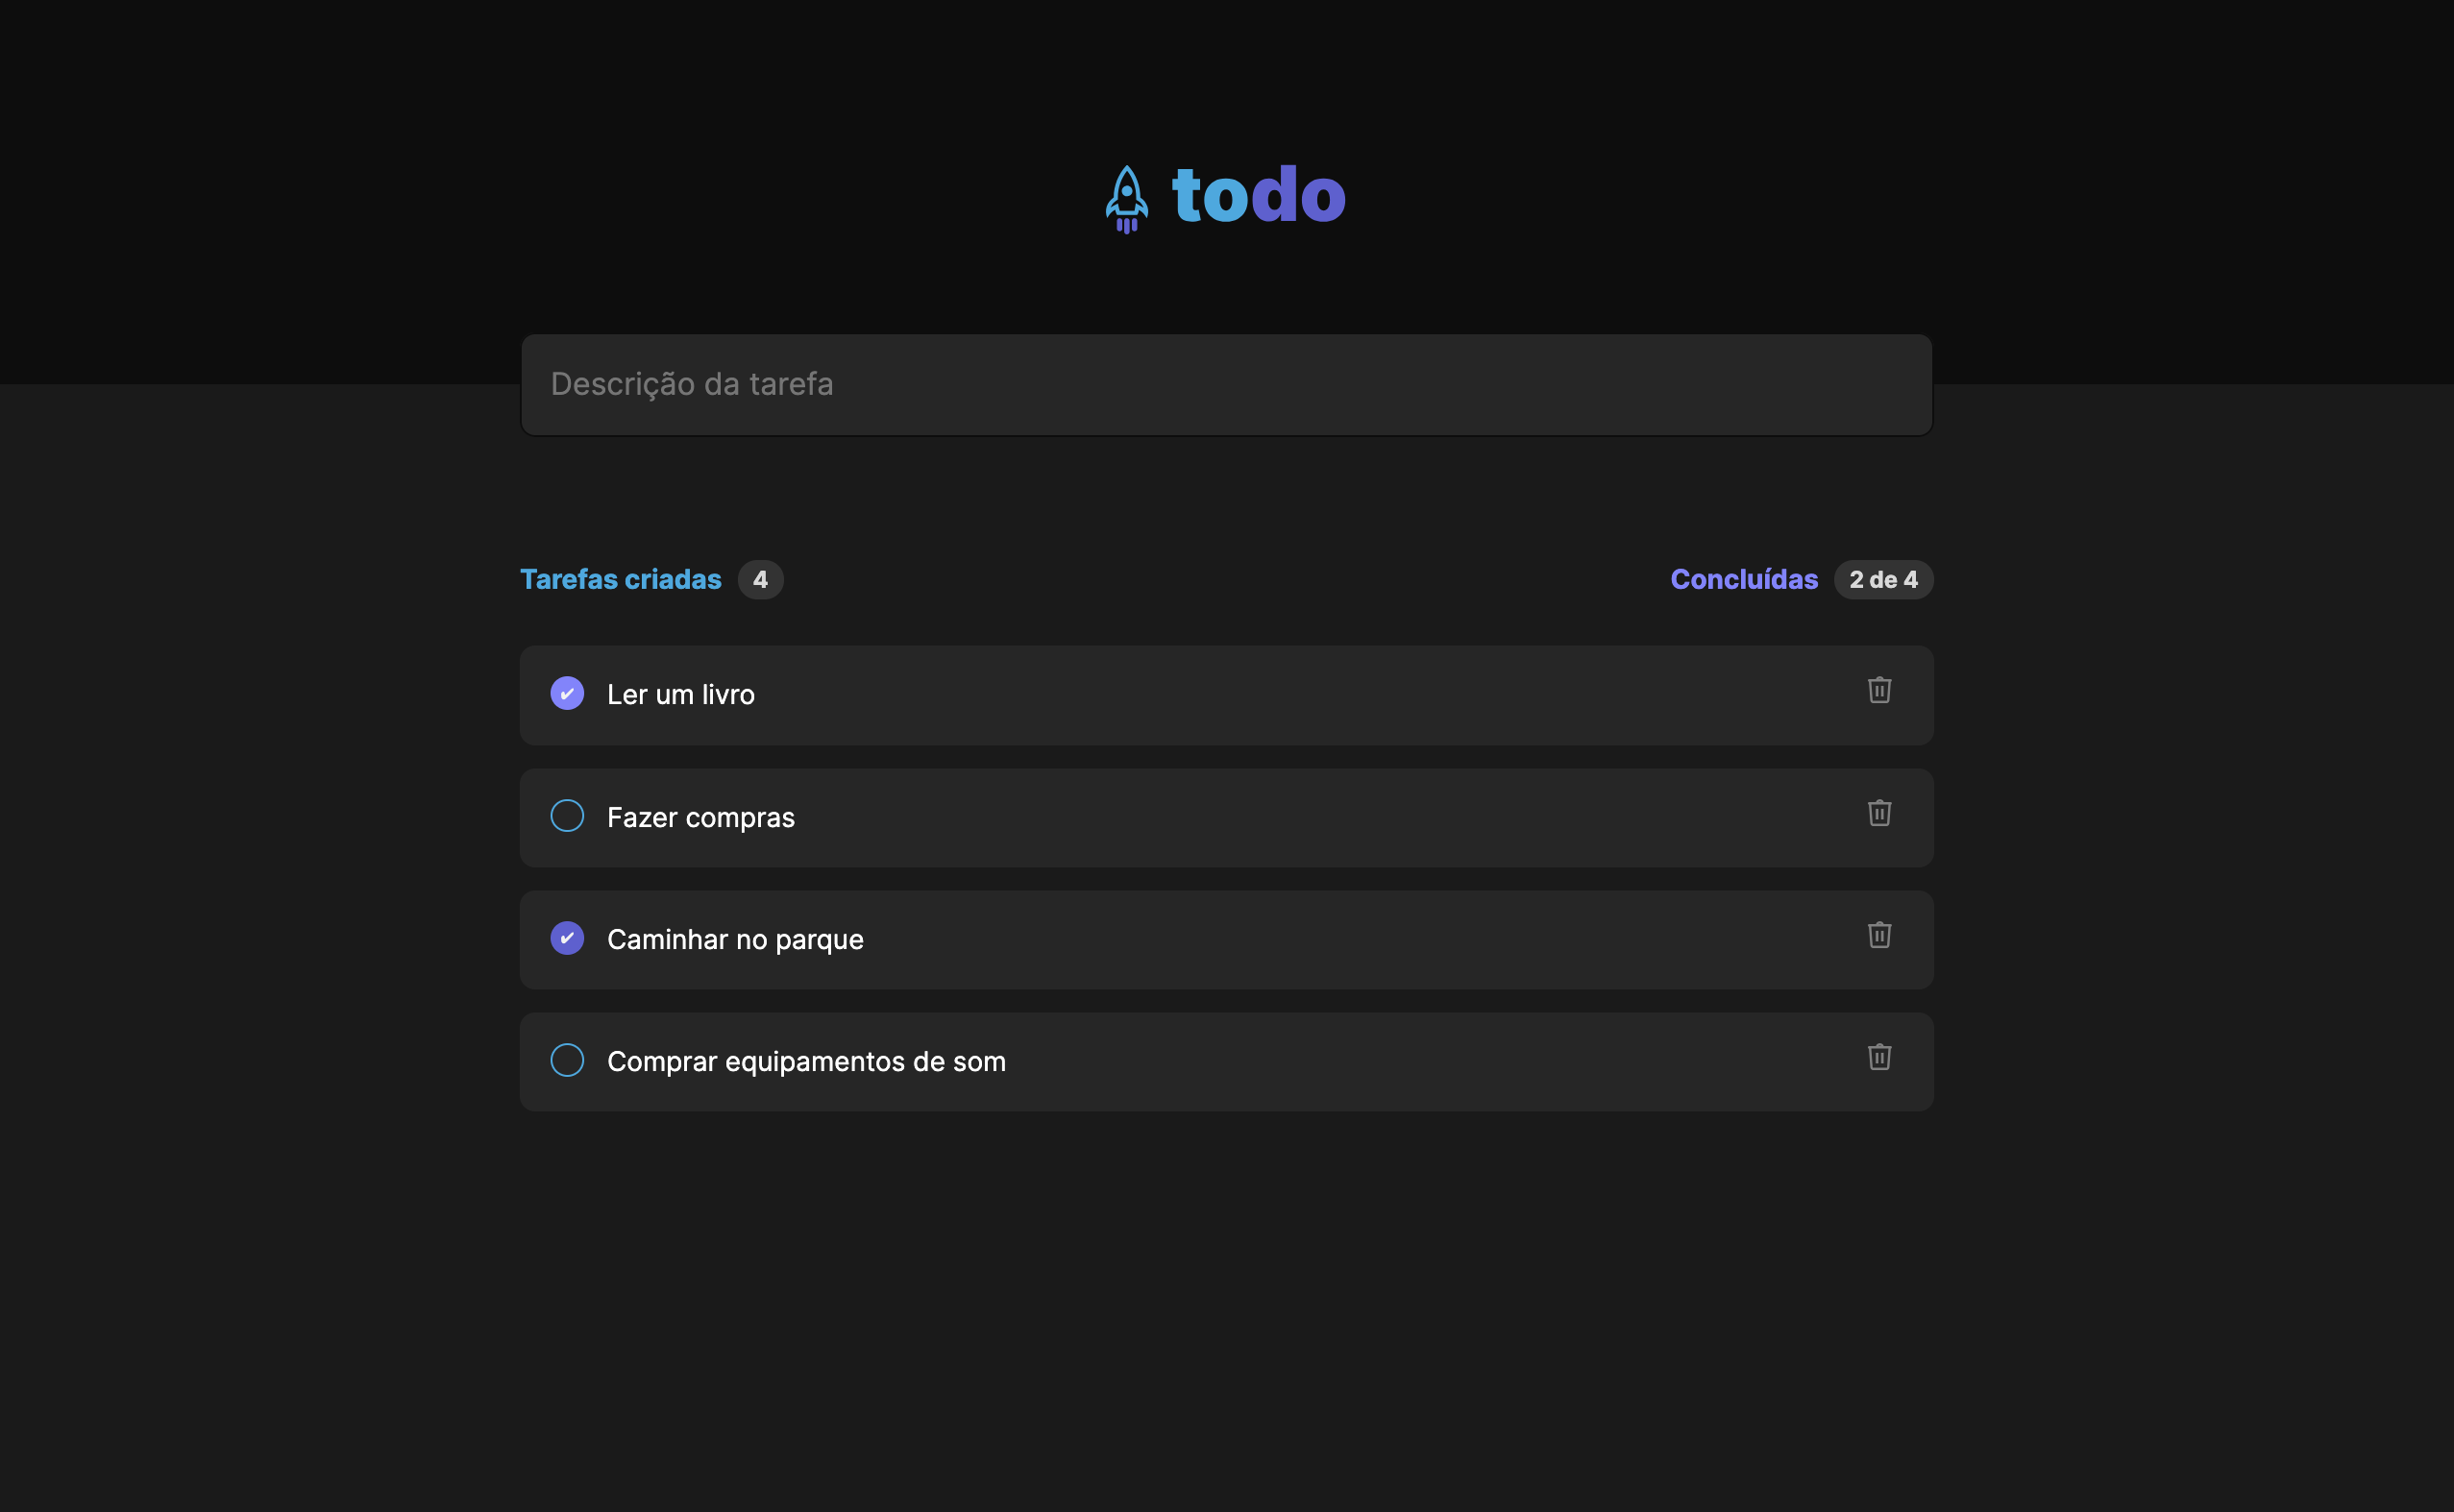 todo
Descrição da tarefa
Tarefas criadas 4
Concluídas 2 de 4
Ler um livro
Fazer compras
Caminhar no parque
Comprar equipamentos de som